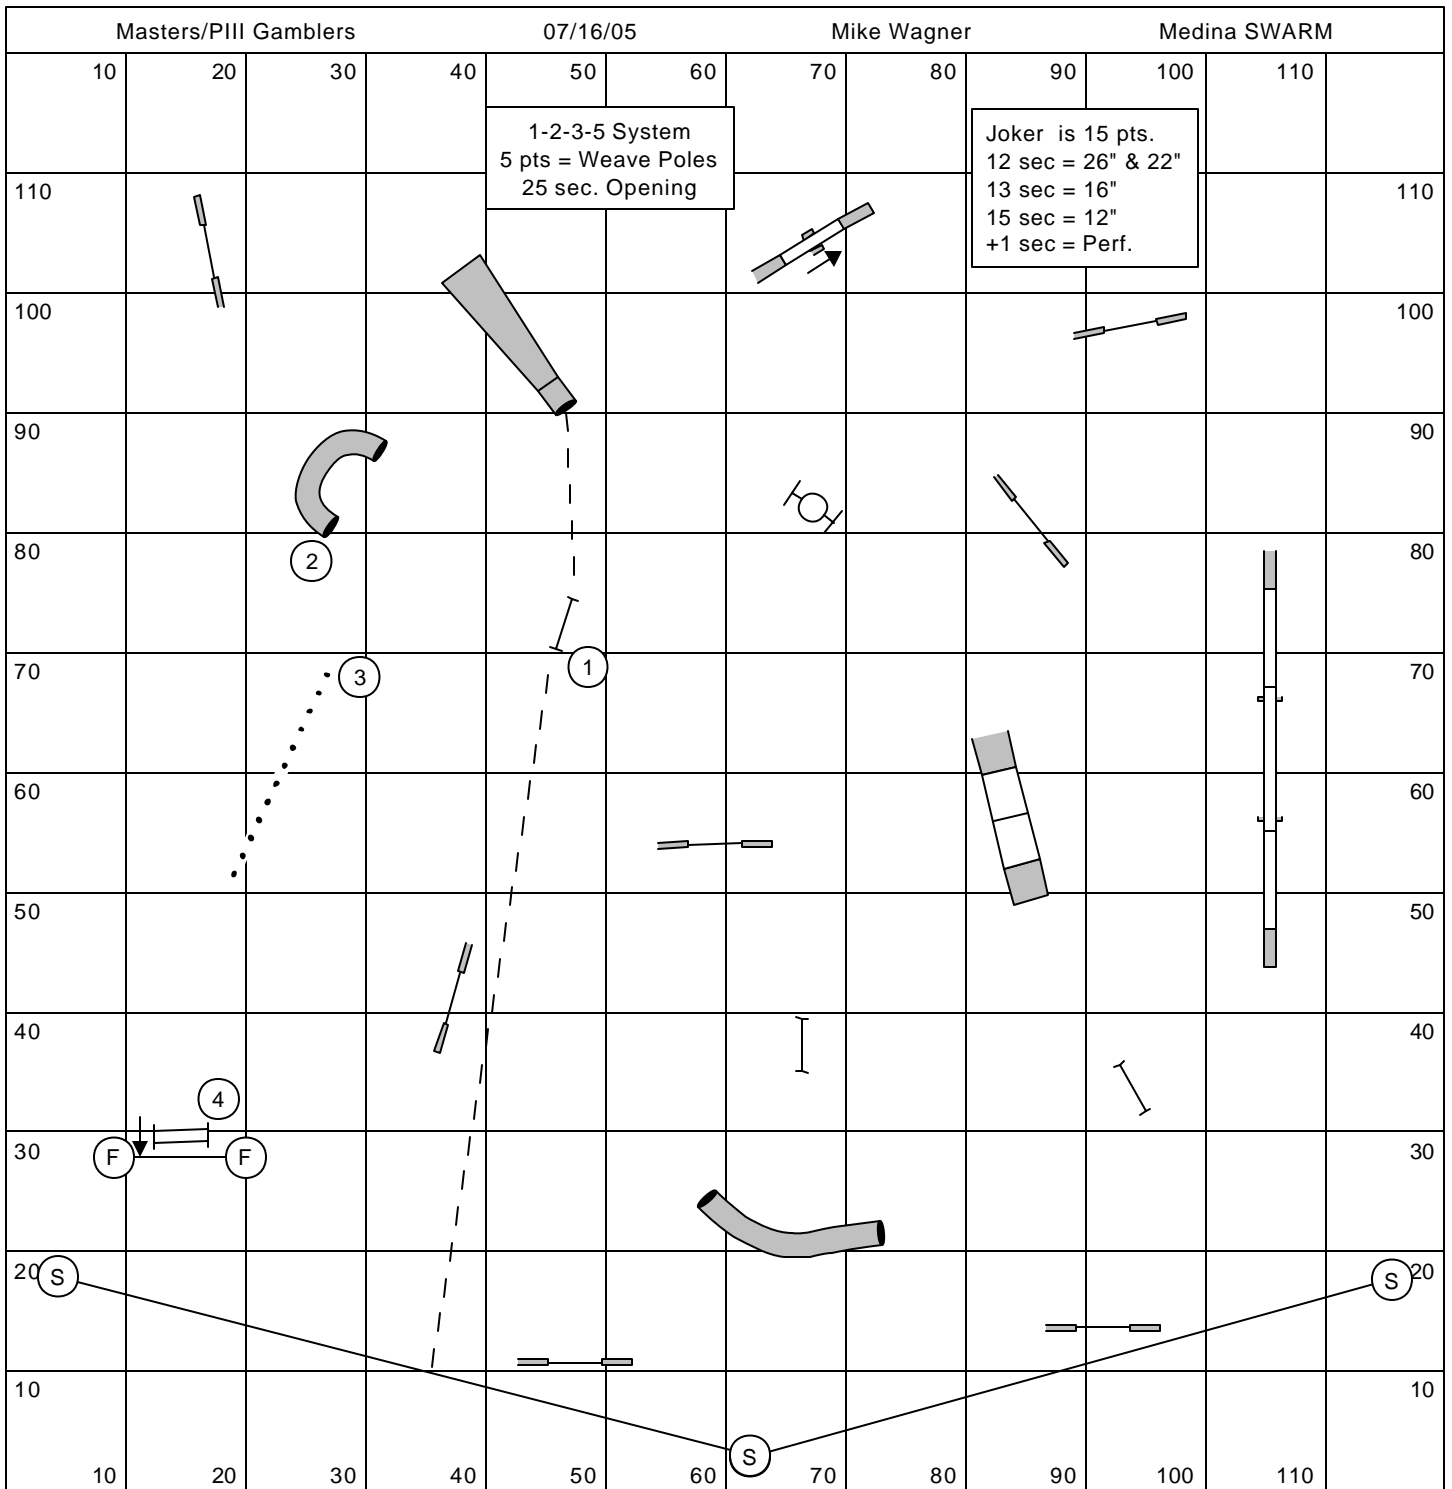 Masters/PIII Gamblers 07/16/05 Mike Wagner Medina SWARM
10 20 30 40 50 60 70 80 90 100 110
1-2-3-5 System
5 pts = Weave Poles
25 sec. Opening
Joker is 15 pts.
12 sec = 26" & 22"
13 sec = 16"
15 sec = 12"
+1 sec = Perf.
110 110
100 100
90 90
80 80
2
70 70
1
3
60 60
50 50
40 40
4
30 30
F F
20 20
S S
10 10
S
10 20 30 40 50 60 70 80 90 100 110